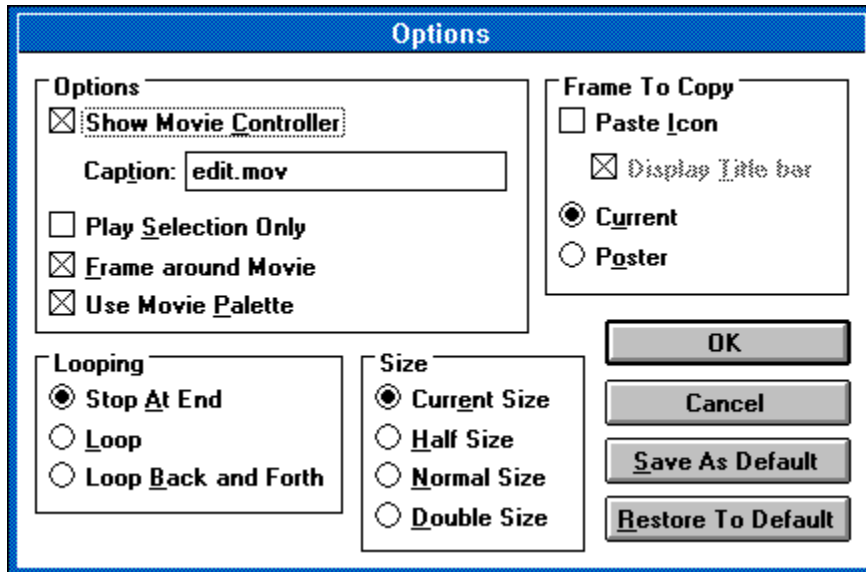 Options
Options
Show Movie Controller
Caption: edit.mov
Play Selection Only
Frame around Movie
Use Movie Palette
Frame To Copy
Paste Icon
Display Title bar
Current
Poster
Looping
Stop At End
Loop
Loop Back and Forth
Size
Current Size
Half Size
Normal Size
Double Size
OK
Cancel
Save As Default
Restore To Default